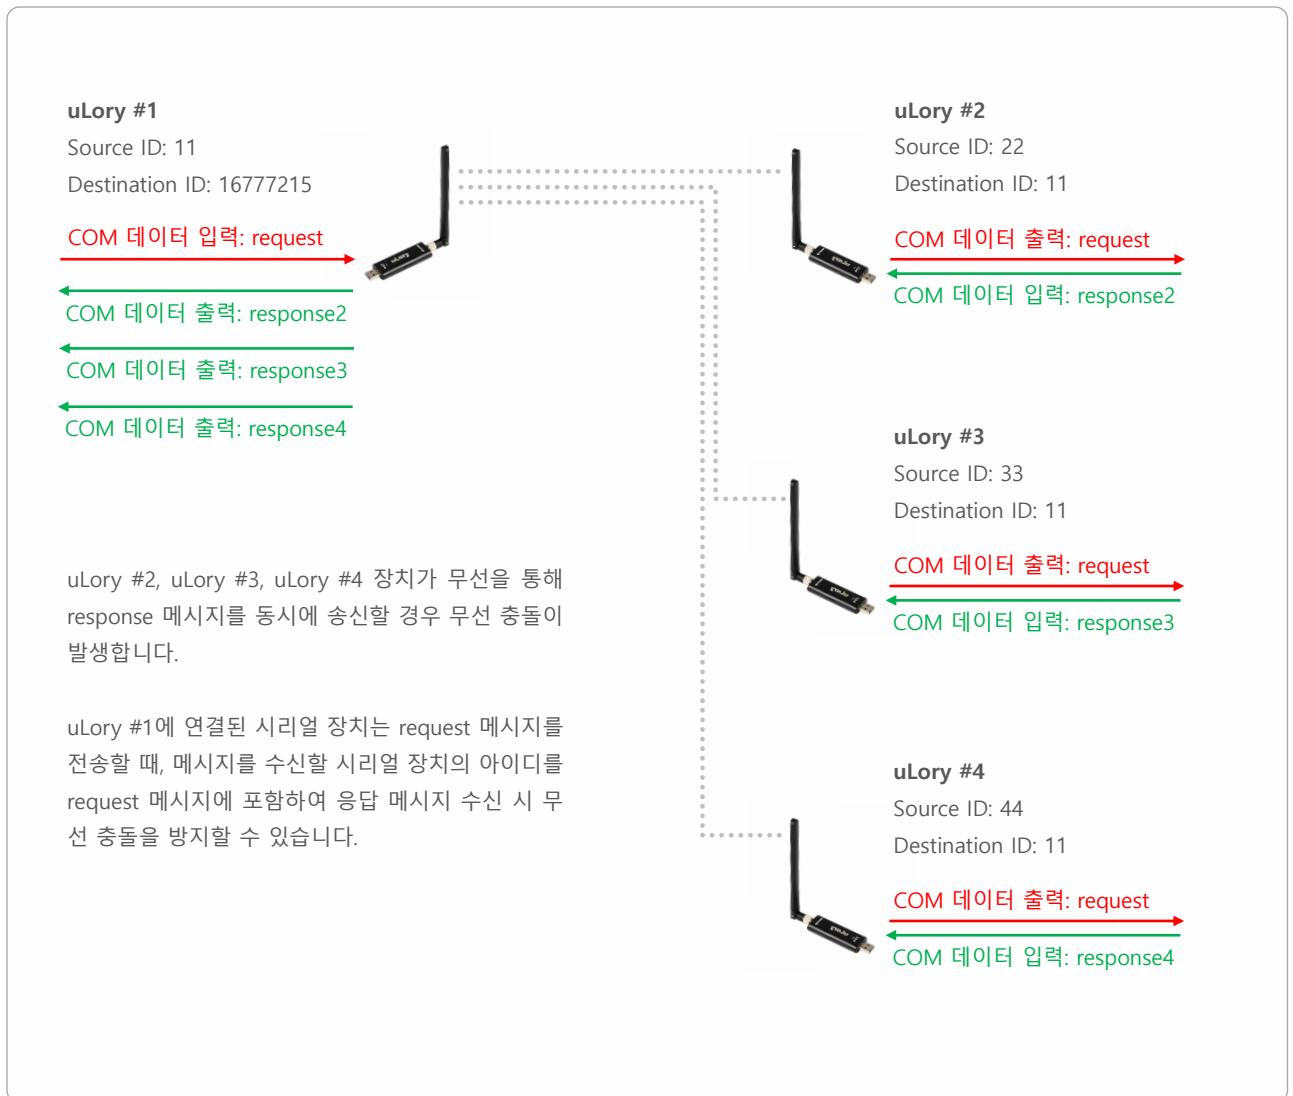 uLory #1
Source ID: 11
Destination ID: 16777215
COM 데이터 입력: request
COM 데이터 출력: response2
COM 데이터 출력: response3
COM 데이터 출력: response4
uLory #2, uLory #3, uLory #4 장치가 무선을 통해
response 메시지를 동시에 송신할 경우 무선 충돌이
발생합니다.
uLory #1에 연결된 시리얼 장치는 request 메시지를
전송할 때, 메시지를 수신할 시리얼 장치의 아이디를
request 메시지에 포함하여 응답 메시지 수신 시 무
선 충돌을 방지할 수 있습니다.
uLory #2
Source ID: 22
Destination ID: 11
COM 데이터 출력: request
COM 데이터 입력: response2
uLory #3
Source ID: 33
Destination ID: 11
COM 데이터 출력: request
COM 데이터 입력: response3
uLory #4
Source ID: 44
Destination ID: 11
COM 데이터 출력: request
COM 데이터 입력: response4